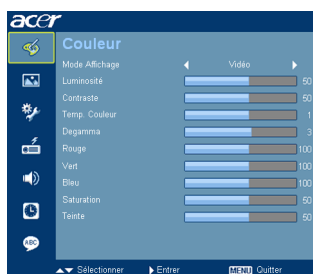 acer
Couleur
Mode Affichage Vidéo
Luminosité 50
Contraste 50
Temp. Couleur 1
Degamma 3
Rouge 100
Vert 100
Bleu 100
Saturation 50
Teinte 50
ABC
Sélectionner Entrer MENU Quitter